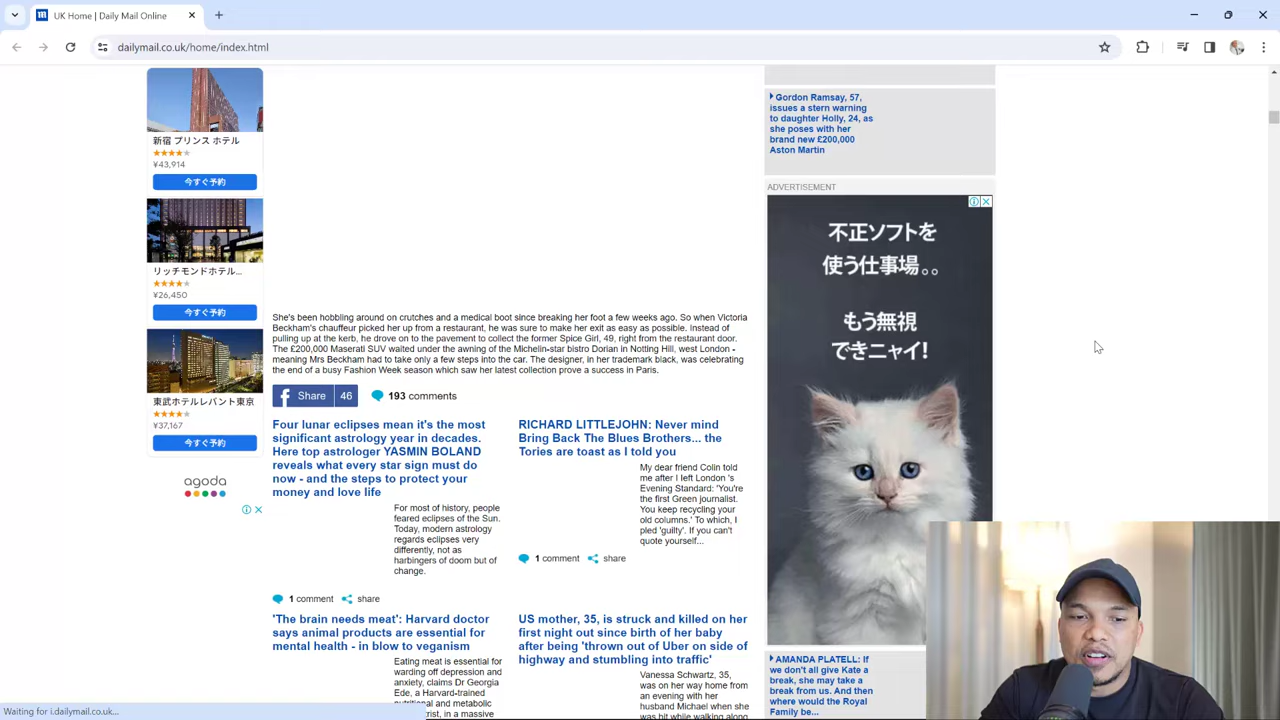 UK Home | Daily Mail Online
dailymail.co.uk/home/index.html
新宿 プリンス ホテル
¥43,914
今すぐ予約
リッチモンドホテル...
¥26,450
今すぐ予約
東武ホテルレバント東京
¥37,167
今すぐ予約
agoda
She's been hobbling around on crutches and a medical boot since breaking her foot a few weeks ago. So when Victoria
Beckham's chauffeur picked her up from a restaurant, he was sure to make her exit as easy as possible. Instead of
pulling up at the kerb, he drove on to the pavement to collect the former Spice Girl, 49, right from the restaurant door.
The £200,000 Maserati SUV waited under the awning of the Michelin-star bistro Dorian in Notting Hill, west London -
meaning Mrs Beckham had to take only a few steps into the car. The designer, in her trademark black, was celebrating
the end of a busy Fashion Week season which saw her latest collection prove a success in Paris.
Share 46
193 comments
Four lunar eclipses mean it's the most
significant astrology year in decades.
Here top astrologer YASMIN BOLAND
reveals what every star sign must do
now - and the steps to protect your
money and love life
For most of history, people
feared eclipses of the Sun.
Today, modern astrology
regards eclipses very
differently, not as
harbingers of doom but of
change.
1 comment share
'The brain needs meat': Harvard doctor
says animal products are essential for
mental health - in blow to veganism
Eating meat is essential for
warding off depression and
anxiety, claims Dr Georgia
Ede, a Harvard-trained
nutritional and metabolic
RICHARD LITTLEJOHN: Never mind
Bring Back The Blues Brothers... the
Tories are toast as I told you
My dear friend Colin told
me after I left London 's
Evening Standard: 'You're
the first Green journalist.
You keep recycling your
old columns.' To which, I
pled 'guilty'. If you can't
quote yourself...
1 comment share
US mother, 35, is struck and killed on her
first night out since birth of her baby
after being 'thrown out of Uber on side of
highway and stumbling into traffic'
Vanessa Schwartz, 35,
was on her way home from
an evening with her
husband Michael when she
was hit while walking along
Gordon Ramsay, 57,
issues a stern warning
to daughter Holly, 24, as
she poses with her
brand new £200,000
Aston Martin
ADVERTISEMENT
不正ソフトを
使う仕事場。。
もう無視
できニャイ!
AMANDA PLATELL: If
we don't all give Kate a
break, she may take a
break from us. And then
where would the Royal
Family be...
Waiting for i.dailymail.co.uk...